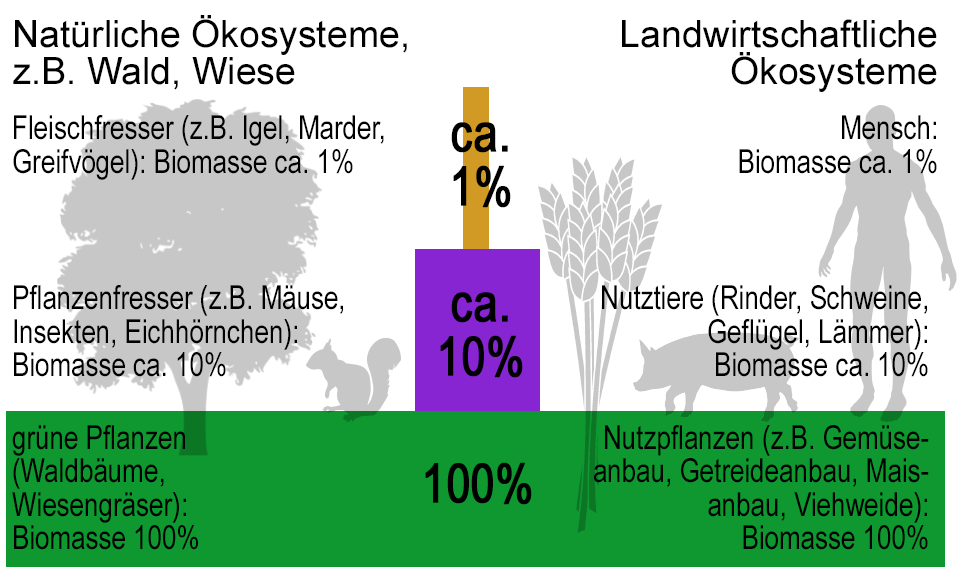 Natürliche Ökosysteme,
z.B. Wald, Wiese
Landwirtschaftliche
Ökosysteme
Fleischfresser (z.B. Igel, Marder,
Greifvögel): Biomasse ca. 1%
ca.
1%
Mensch:
Biomasse ca. 1%
Pflanzenfresser (z.B. Mäuse,
Insekten, Eichhörnchen):
Biomasse ca. 10%
ca.
10%
Nutztiere (Rinder, Schweine,
Geflügel, Lämmer):
Biomasse ca. 10%
grüne Pflanzen
(Waldbäume,
Wiesengräser):
Biomasse 100%
100%
Nutzpflanzen (z.B. Gemüse-
anbau, Getreideanbau, Mais-
anbau, Viehweide):
Biomasse 100%